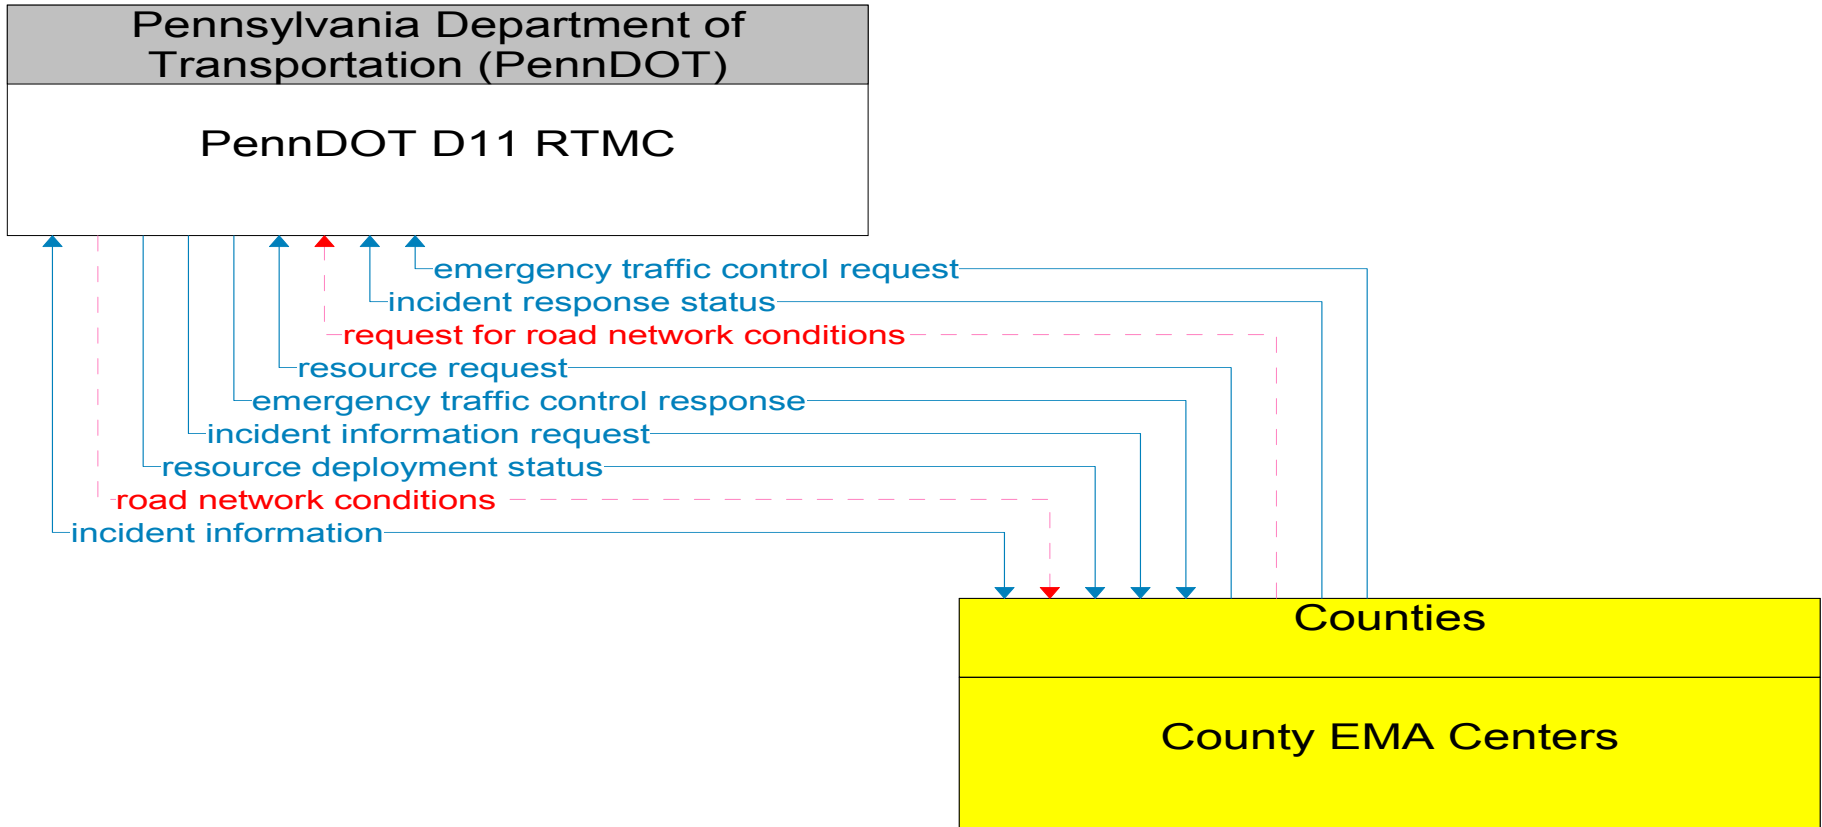 Pennsylvania Department of
Transportation (PennDOT)
PennDOT D11 RTMC
emergency traffic control request
incident response status
request for road network conditions
resource request
emergency traffic control response
incident information request
resource deployment status
road network conditions
incident information
Counties
County EMA Centers